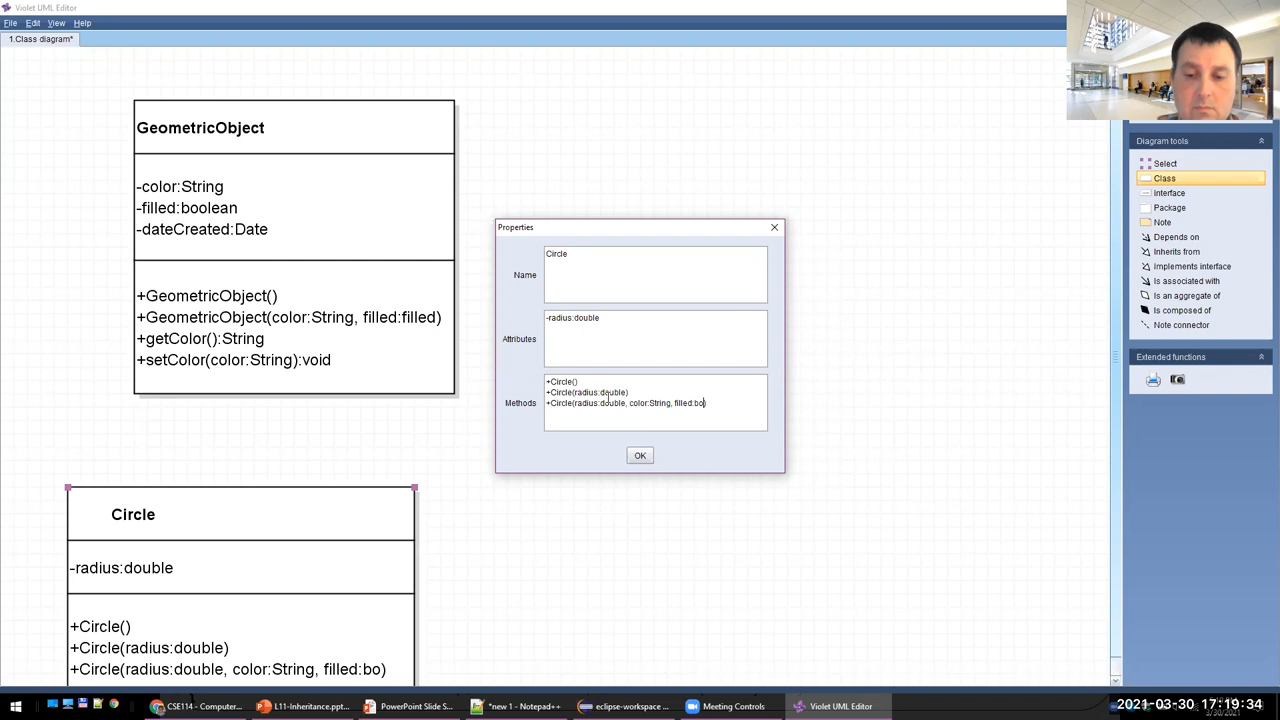 Violet UML Editor
File Edit View Help
1.Class diagram*
GeometricObject
-color:String
-filled:boolean
-dateCreated:Date
+GeometricObject()
+GeometricObject(color:String, filled:filled)
+getColor():String
+setColor(color:String):void
Properties
Name
Circle
Attributes
-radius:double
Methods
+Circle()
+Circle(radius:double)
+Circle(radius:double, color:String, filled:bo)
OK
Circle
-radius:double
+Circle()
+Circle(radius:double)
+Circle(radius:double, color:String, filled:bo)
Diagram tools
Select
Class
Interface
Package
Note
Depends on
Inherits from
Implements interface
Is associated with
Is an aggregate of
Is composed of
Note connector
Extended functions
CSE114 - Computer...
L11-Inheritance.ppt...
PowerPoint Slide S...
*new 1 - Notepad++
eclipse-workspace ...
Meeting Controls
Violet UML Editor
2021-03-30 17:19:34
3/30/2021